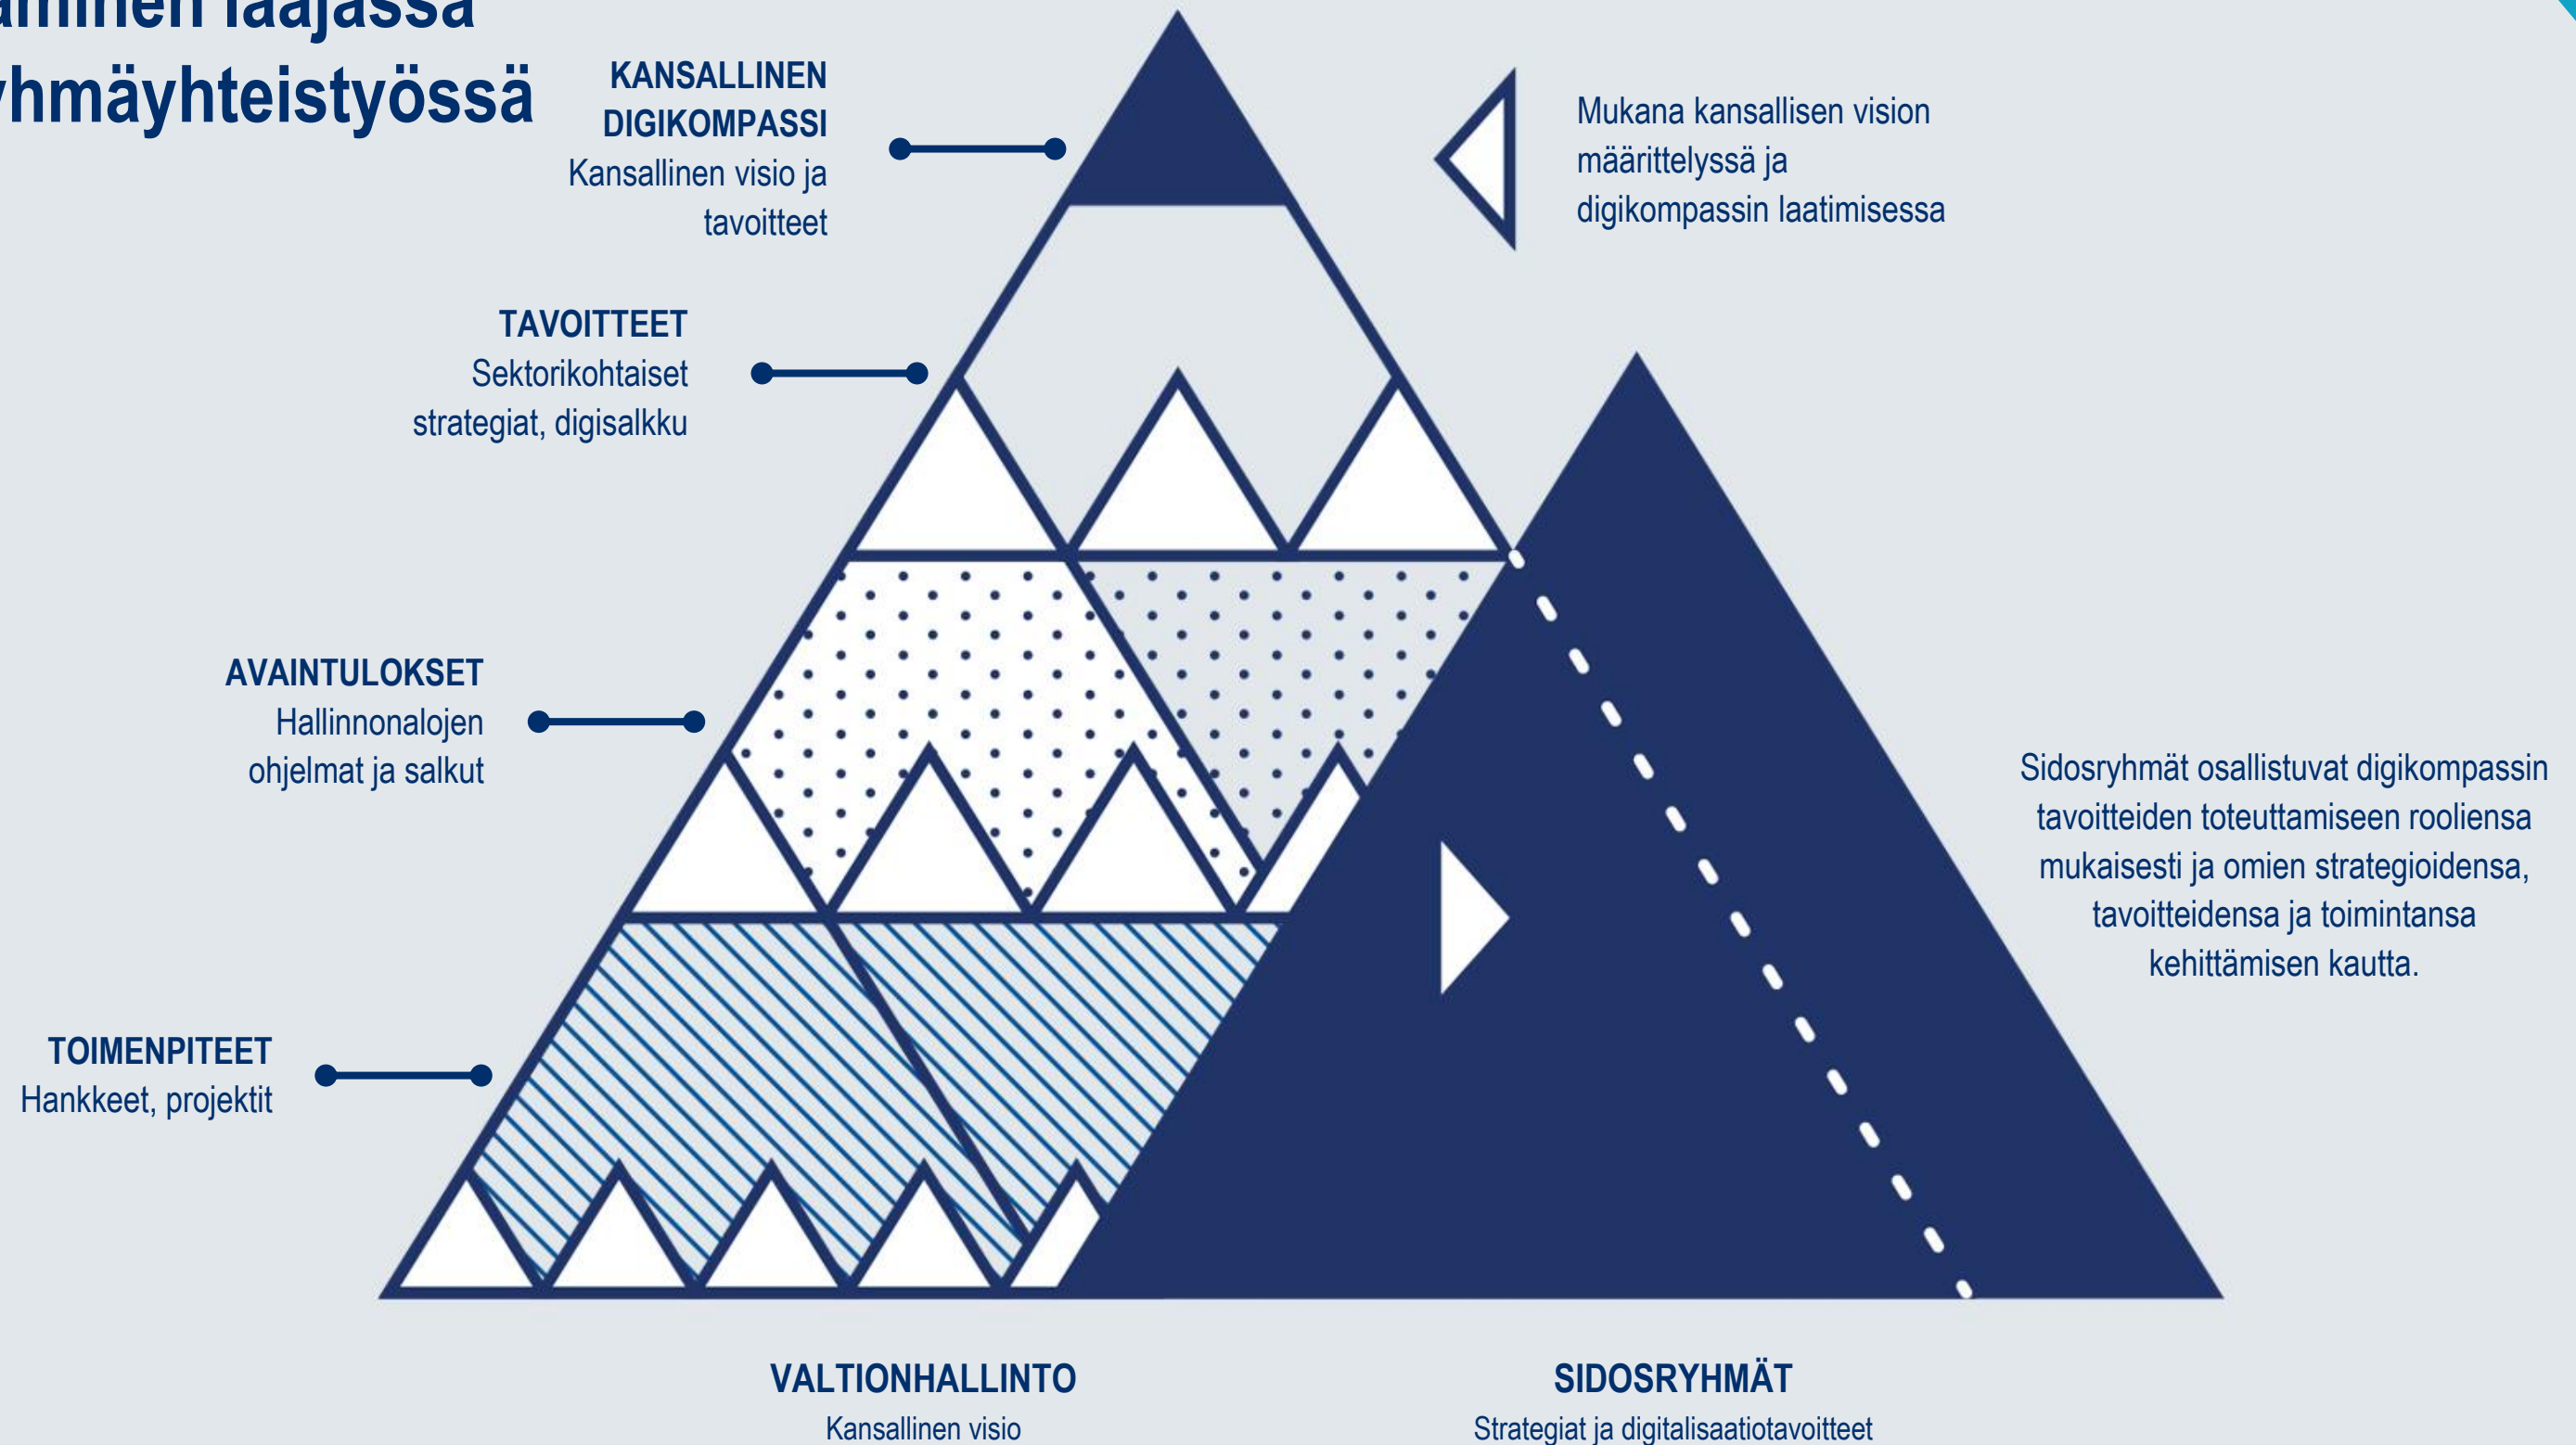 laajassa
KANSALLINEN
DIGIKOMPASSI
Kansallinen visio ja
tavoitteet
Mukana kansallisen vision
määrittelyssä ja
digikompassin laatimisessa
TAVOITTEET
Sektorikohtaiset
strategiat, digisalkku
AVAINTULOKSET
Hallinnonalojen
ohjelmat ja salkut
Sidosryhmät osallistuvat digikompassin
tavoitteiden toteuttamiseen rooliensa
mukaisesti ja omien strategioidensa,
tavoitteidensa ja toimintansa
kehittämisen kautta.
TOIMENPITEET
Hankkeet, projektit
VALTIONHALLINTO
Kansallinen visio
SIDOSRYHMÄT
Strategiat ja digitalisaatiotavoitteet